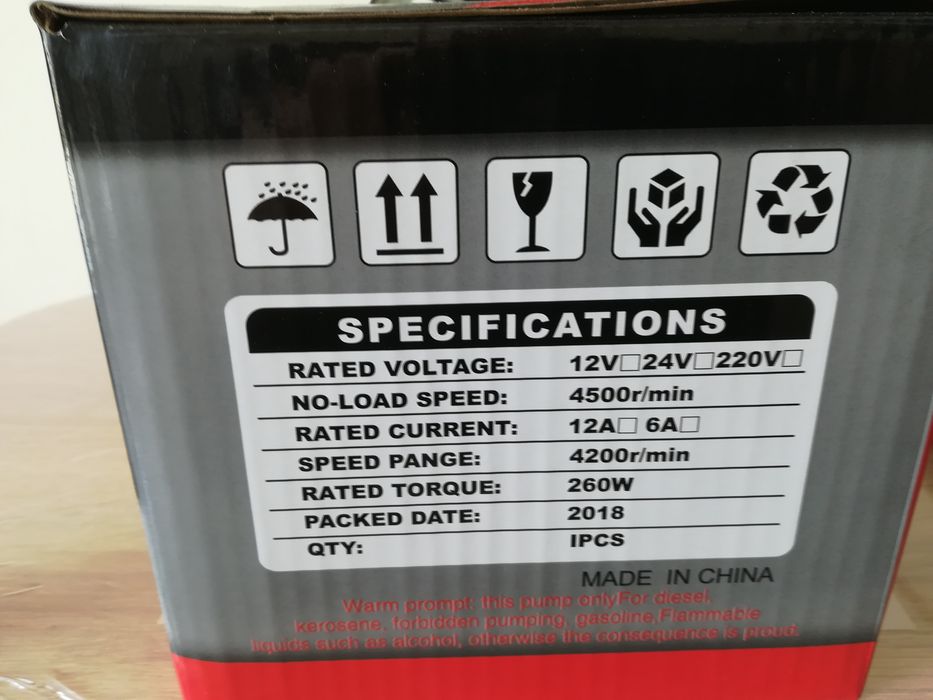 SPECIFICATIONS
RATED VOLTAGE: 12V□24V□220V□
NO-LOAD SPEED: 4500r/min
RATED CURRENT: 12A□ 6A□
SPEED PANGE: 4200r/min
RATED TORQUE: 260W
PACKED DATE: 2018
QTY: IPCS
MADE IN CHINA
Warm prompt: this pump onlyFor diesel,
kerosene, forbidden pumping, gasoline,Flammable
liquids such as alcohol, otherwise the consequence is proud.